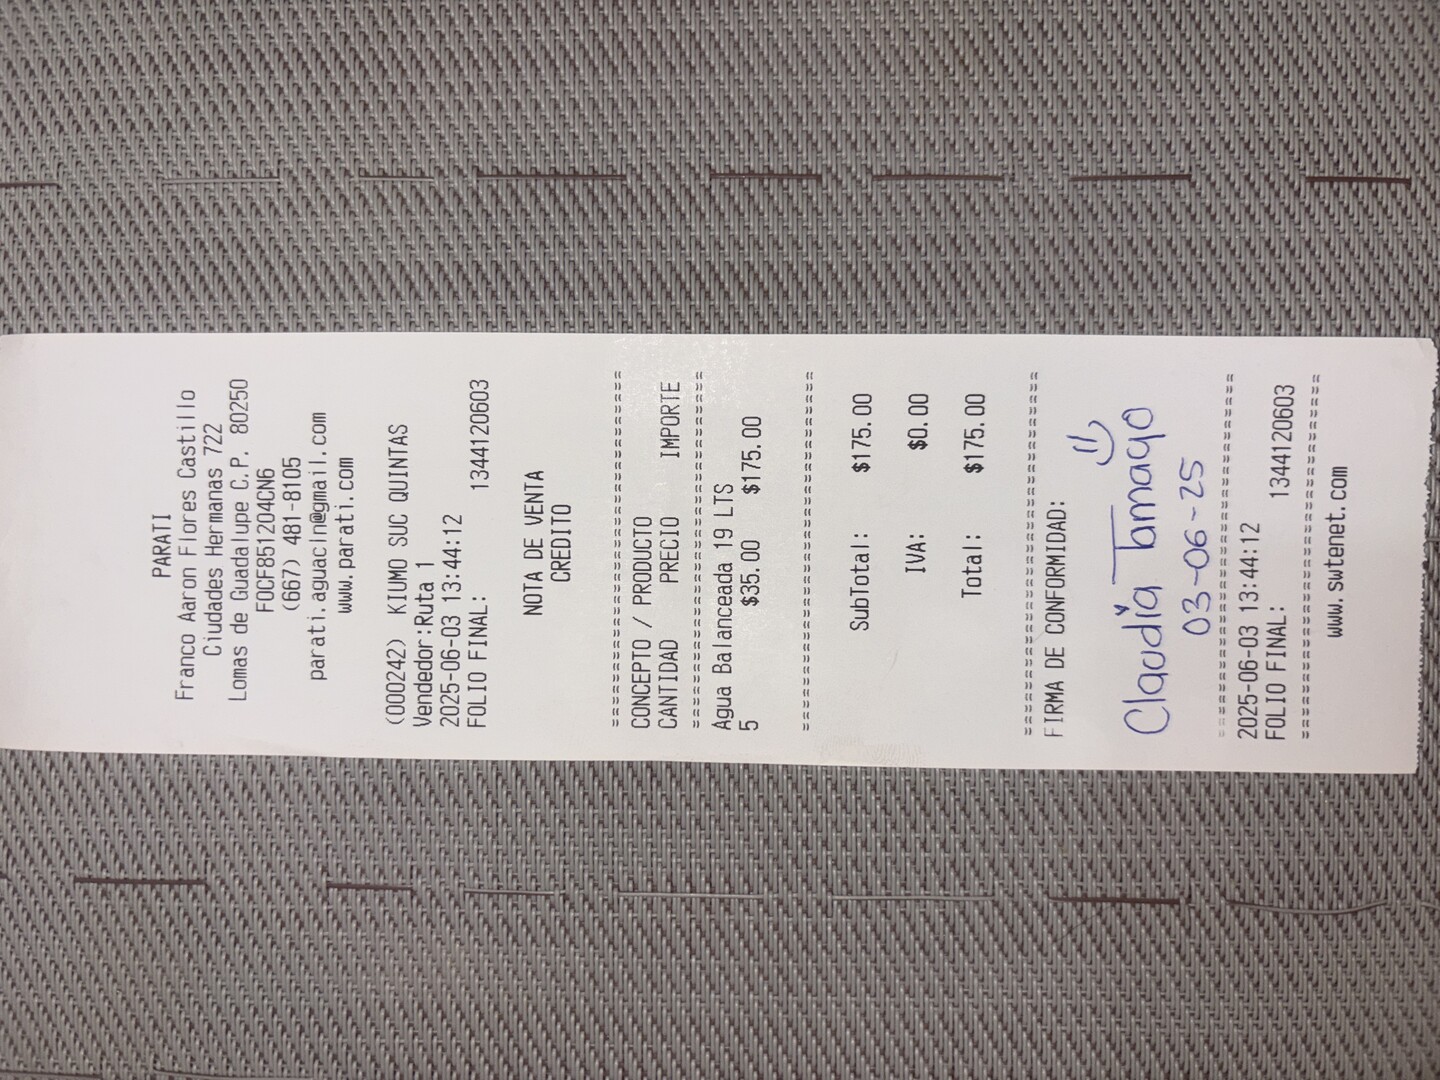 PARATI
Franco Aaron Flores Castillo
Ciudades Hermanas 722
Lomas de Guadalupe C.P. 80250
FOCF851204CN6
(667) 481-8105
parati.aguacln@gmail.com
www.parati.com
(000242) KIUMO SUC QUINTAS
Vendedor:Ruta 1
2025-06-03 13:44:12
FOLIO FINAL: 1344120603
NOTA DE VENTA
CREDITO
================================
CONCEPTO / PRODUCTO
CANTIDAD PRECIO IMPORTE
================================
Agua Balanceada 19 LTS
5 $35.00 $175.00
================================
SubTotal: $175.00
IVA: $0.00
Total: $175.00
================================
FIRMA DE CONFORMIDAD:
Claudia Tamayo
03-06-25
================================
2025-06-03 13:44:12
FOLIO FINAL: 1344120603
================================
www.swtenet.com